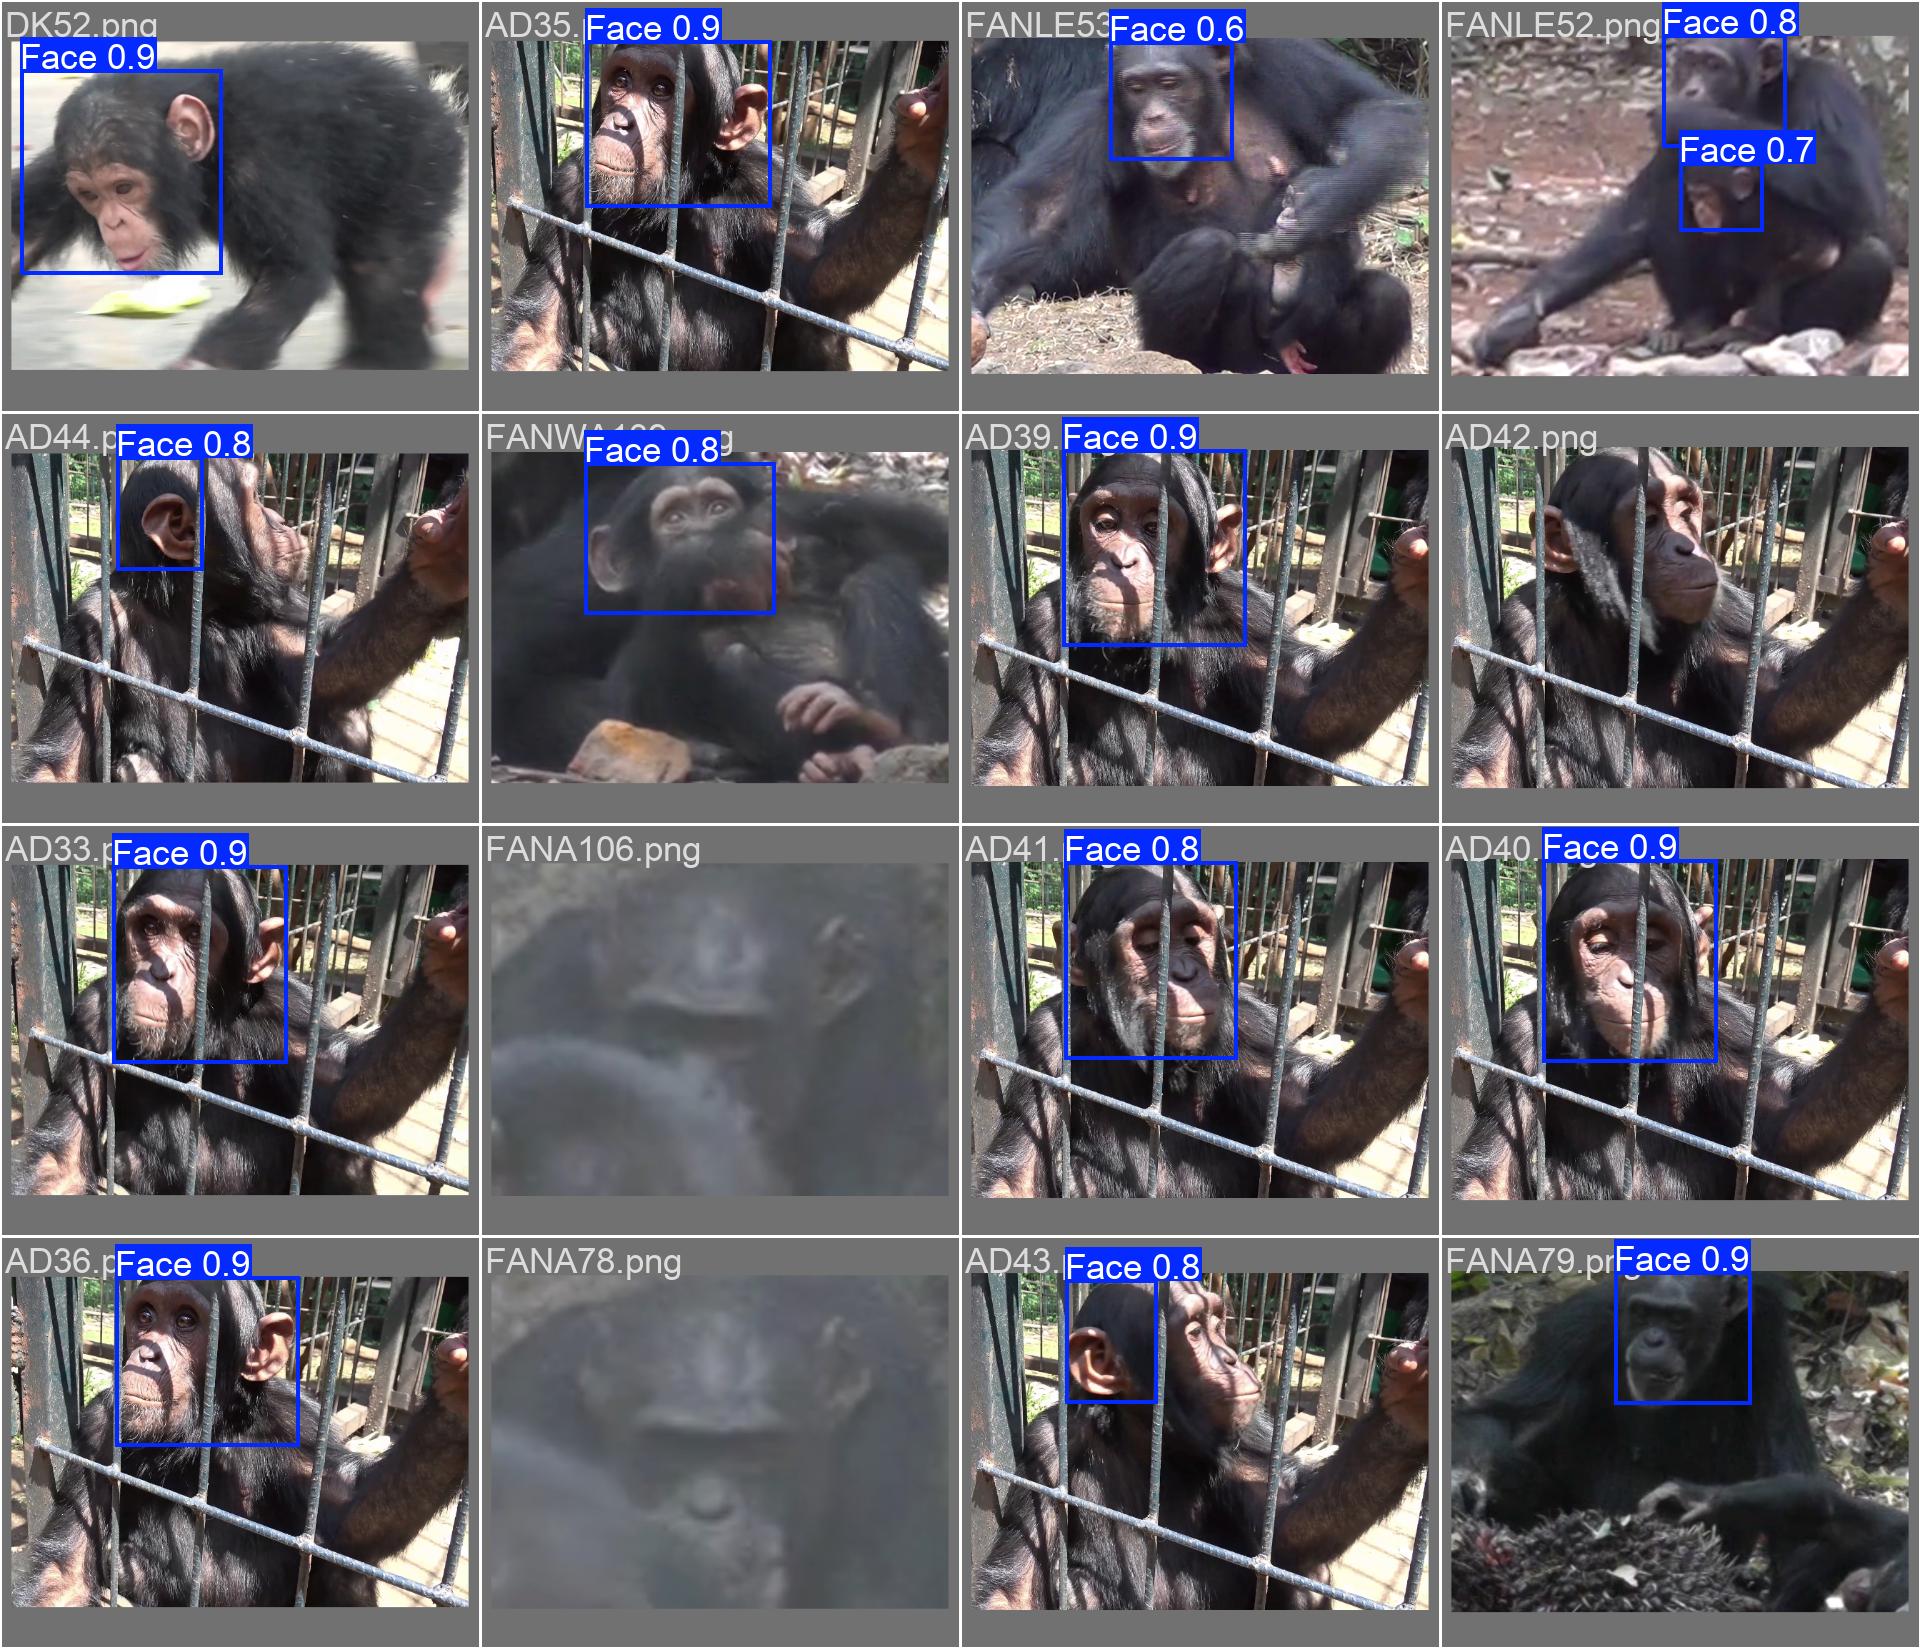 DK52.png
Face 0.9
AD35.
Face 0.9
FANLE53
Face 0.6
FANLE52.png
Face 0.8
Face 0.7
AD44.p
Face 0.8
Face 0.8
AD39.
Face 0.9
AD42.png
AD33.p
Face 0.9
FANA106.png
AD41.
Face 0.8
AD40
Face 0.9
AD36.p
Face 0.9
FANA78.png
AD43.
Face 0.8
FANA79.png
Face 0.9